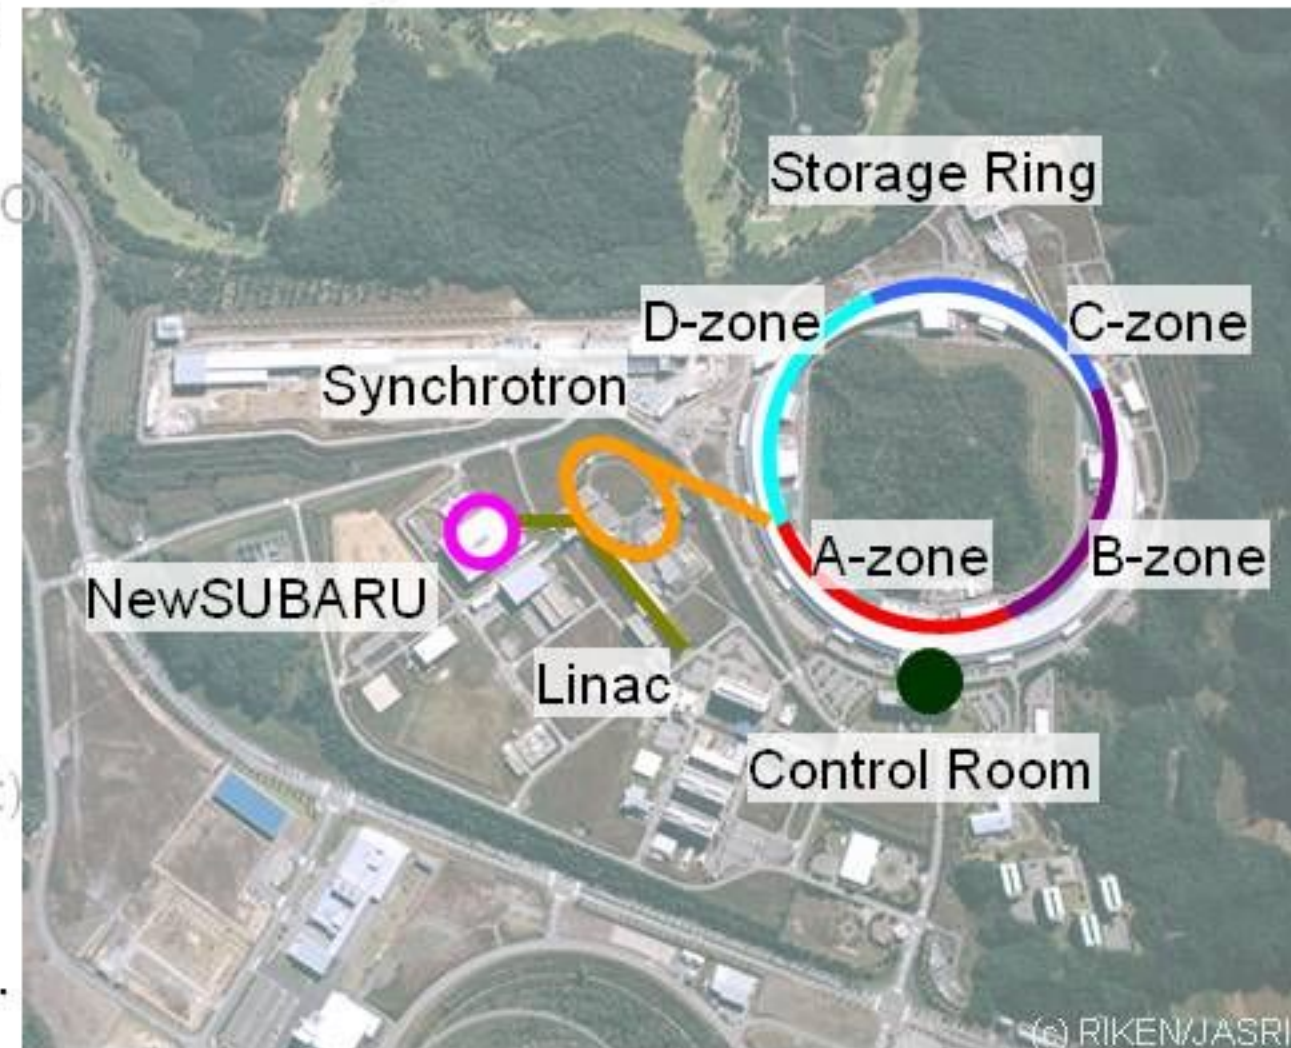 Storage Ring
D-zone
C-zone
Synchrotron
A-zone
B-zone
NewSUBARU
Linac
Control Room
(c) RIKEN/JASRI